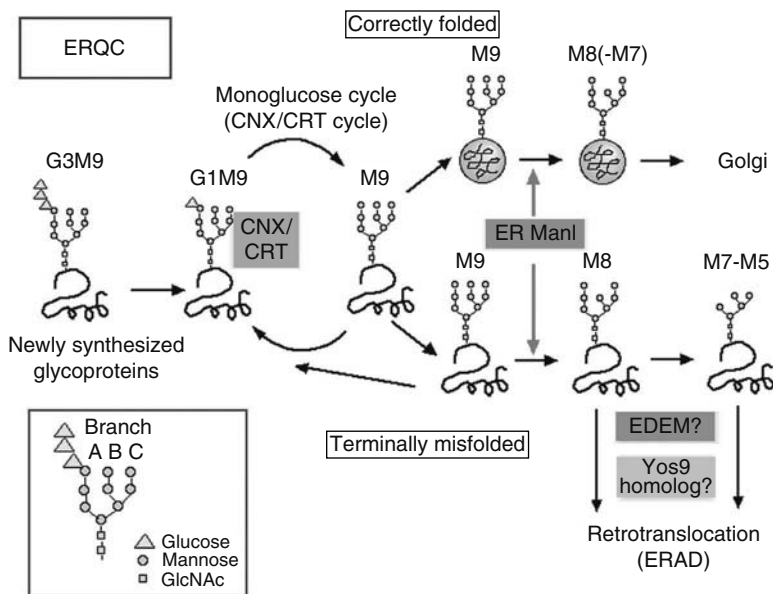 ERQC
Correctly folded
Monoglucose cycle
(CNX/CRT cycle)
M9
M8(-M7)
Golgi
G3M9
G1M9
CNX/
CRT
M9
ER ManI
M9
M8
M7-M5
Newly synthesized
glycoproteins
Terminally misfolded
EDEM?
Yos9
homolog?
Retrotranslocation
(ERAD)
Branch
A B C
Glucose
Mannose
GlcNAc